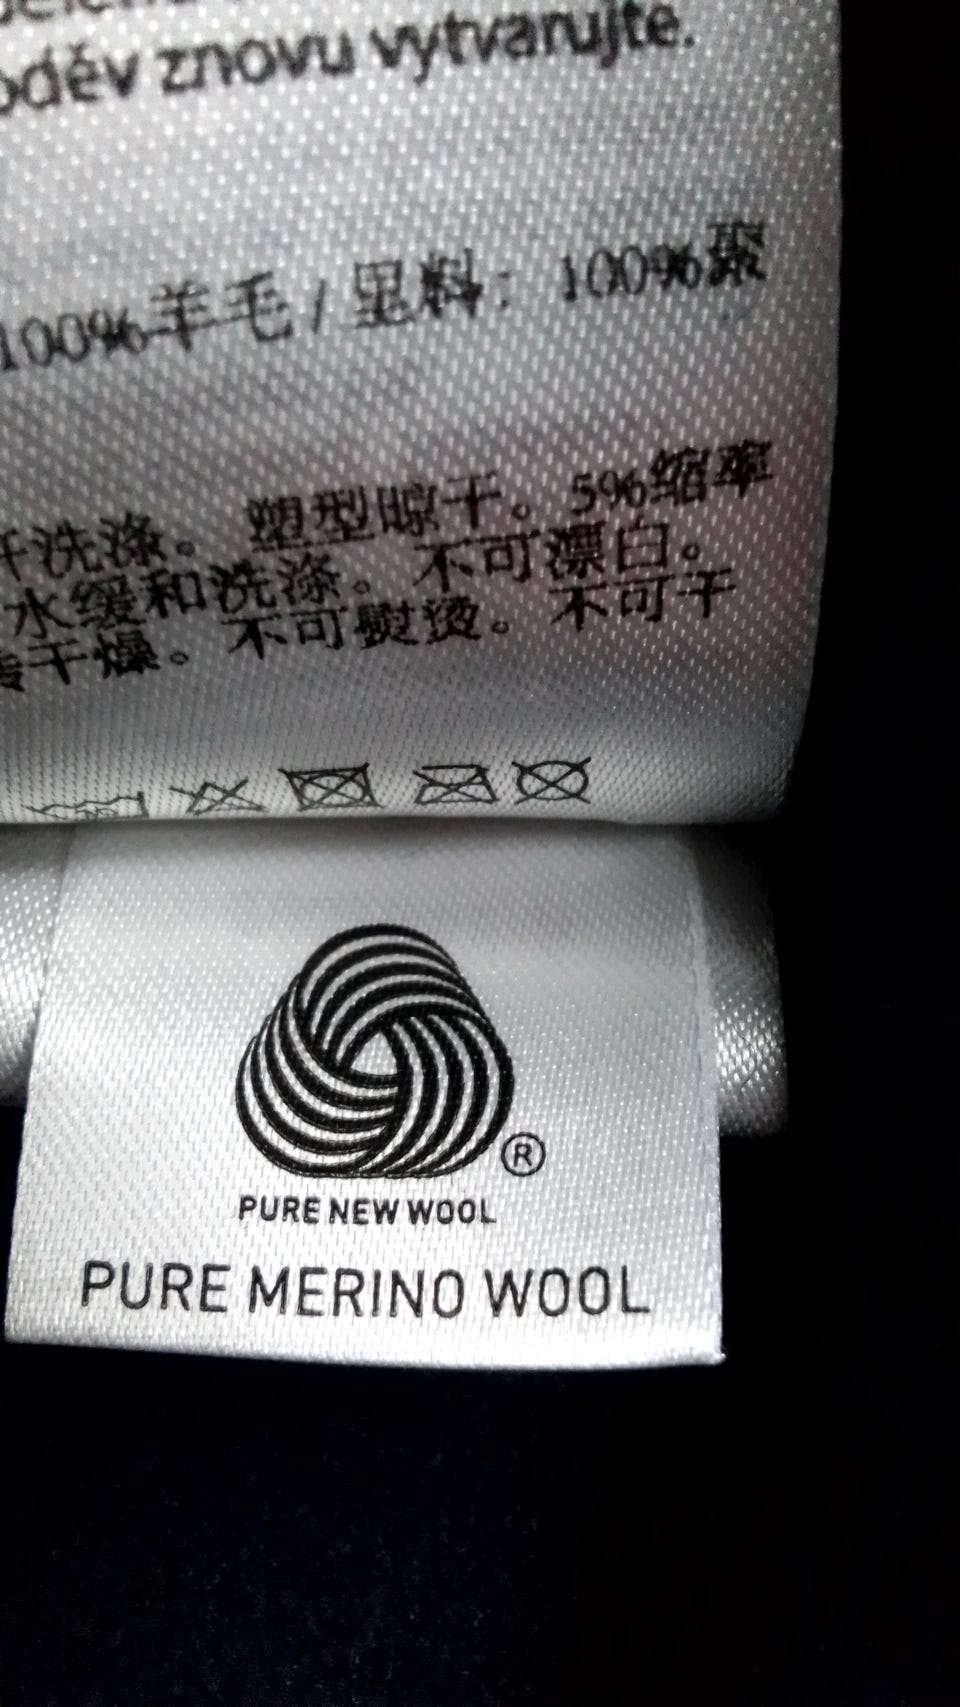 oděv znovu vytvarujte.
100%羊毛 / 里料: 100%聚
开洗涤。 塑型晾干。 5%缩率
水缓和洗涤。不可漂白。
转干燥。不可熨烫。不可干
®
PURE NEW WOOL
PURE MERINO WOOL